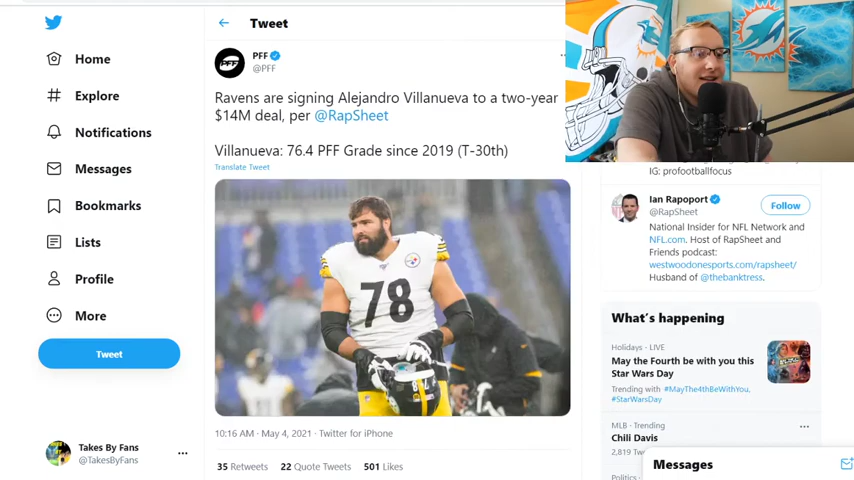 Tweet
PFF
@PFF
Ravens are signing Alejandro Villanueva to a two-year
$14M deal, per @RapSheet
Villanueva: 76.4 PFF Grade since 2019 (T-30th)
Translate Tweet
78
10:16 AM · May 4, 2021 · Twitter for iPhone
35 Retweets 22 Quote Tweets 501 Likes
Home
Explore
Notifications
Messages
Bookmarks
Lists
Profile
More
Tweet
Takes By Fans
@TakesByFans
IG: profootballfocus
Ian Rapoport
@RapSheet
Follow
National Insider for NFL Network and
NFL.com, Host of RapSheet and
Friends podcast:
westwoodonesports.com/rapsheet/
Husband of @thebanktress.
What's happening
Holidays · LIVE
May the Fourth be with you this
Star Wars Day
Trending with #MayThe4thBeWithYou,
#StarWarsDay
MLB · Trending
Chili Davis
2,819 Tw
Politics ·
Messages